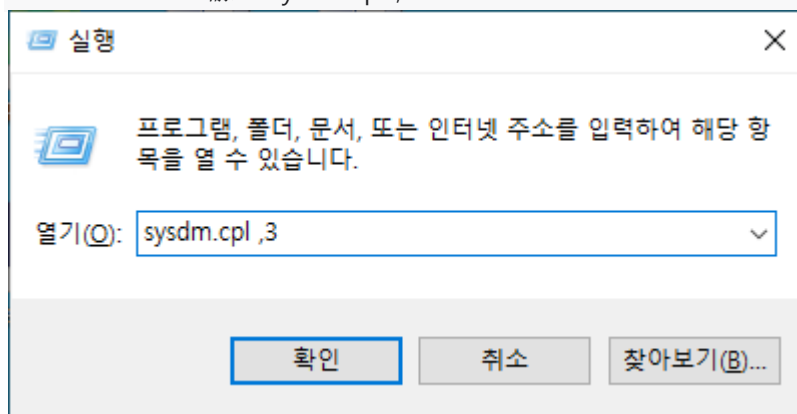 실행
프로그램, 폴더, 문서, 또는 인터넷 주소를 입력하여 해당 항
목을 열 수 있습니다.
열기(O): sysdm.cpl ,3
확인 취소 찾아보기(B)...